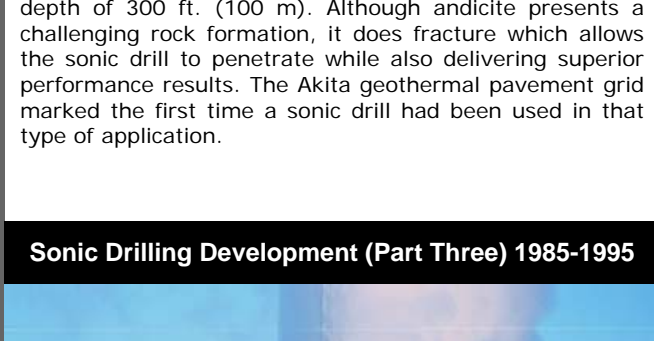 depth of 300 ft. (100 m). Although andicite presents a
challenging rock formation, it does fracture which allows
the sonic drill to penetrate while also delivering superior
performance results. The Akita geothermal pavement grid
marked the first time a sonic drill had been used in that
type of application.
Sonic Drilling Development (Part Three) 1985-1995